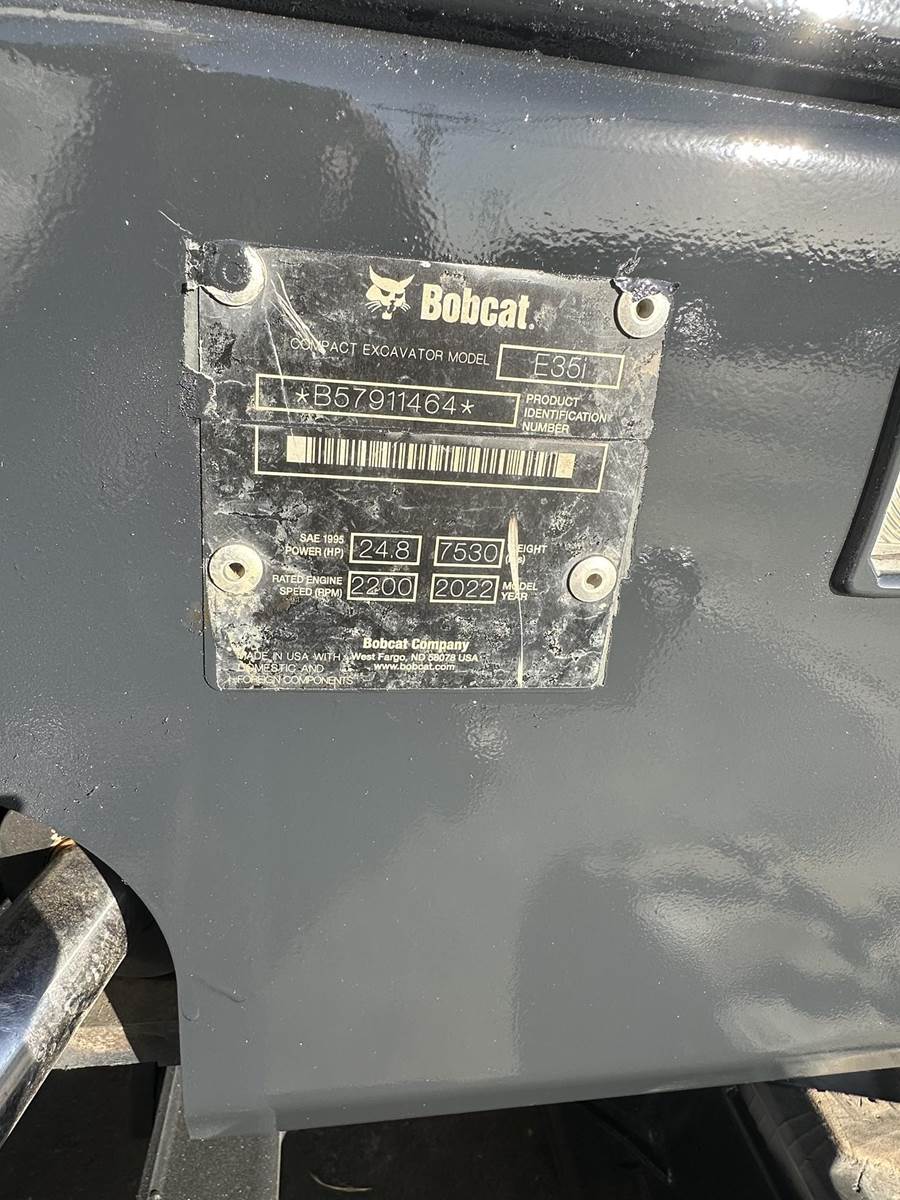 Bobcat.
COMPACT EXCAVATOR MODEL E35i
*B57911464* PRODUCT
IDENTIFICATION
NUMBER
SAE 1995
POWER (HP) 24.8 7530
RATED ENGINE
SPEED (RPM) 2200 2022 MODEL
YEAR
Bobcat Company
MADE IN USA WITH West Fargo, ND 58078 USA
DOMESTIC AND www.bobcat.com
FOREIGN COMPONENTS